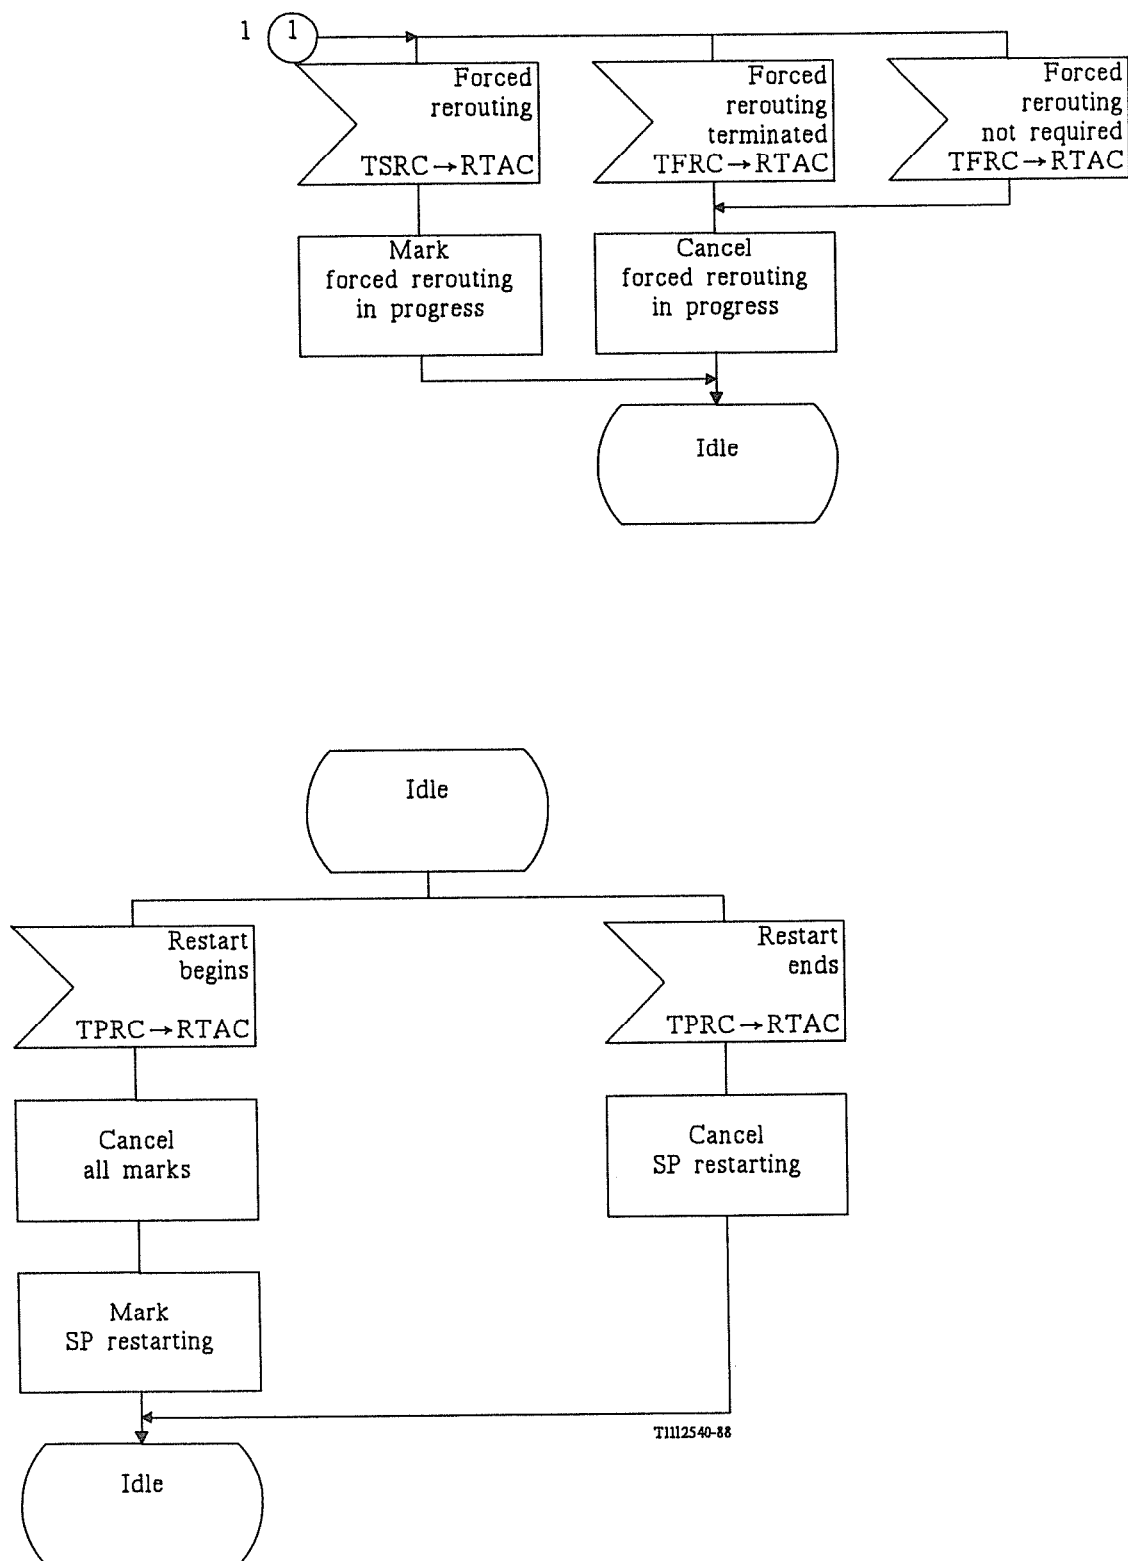 1
1
Forced
rerouting
TSRC→RTAC
Forced
rerouting
terminated
TFRC→RTAC
Forced
rerouting
not required
TFRC→RTAC
Mark
forced rerouting
in progress
Cancel
forced rerouting
in progress
Idle
Idle
Restart
begins
TPRC→RTAC
Restart
ends
TPRC→RTAC
Cancel
all marks
Cancel
SP restarting
Mark
SP restarting
T1112540-88
Idle